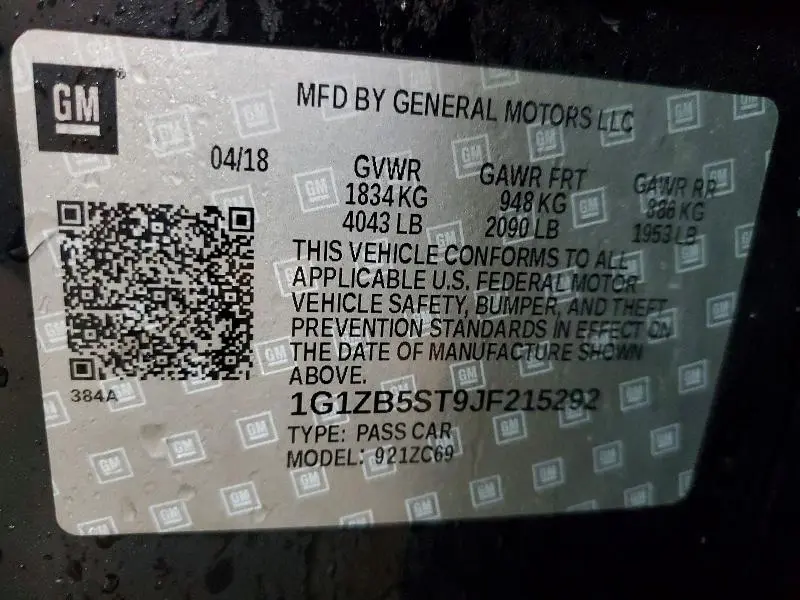 GM
MFD BY GENERAL MOTORS LLC
04/18 GVWR GAWR FRT GAWR RR
1834 KG 948 KG 886 KG
4043 LB 2090 LB 1953 LB
THIS VEHICLE CONFORMS TO ALL
APPLICABLE U.S. FEDERAL MOTOR
VEHICLE SAFETY, BUMPER, AND THEFT
PREVENTION STANDARDS IN EFFECT ON
THE DATE OF MANUFACTURE SHOWN
ABOVE.
384A
1G1ZB5ST9JF215292
TYPE: PASS CAR
MODEL: 921ZC69